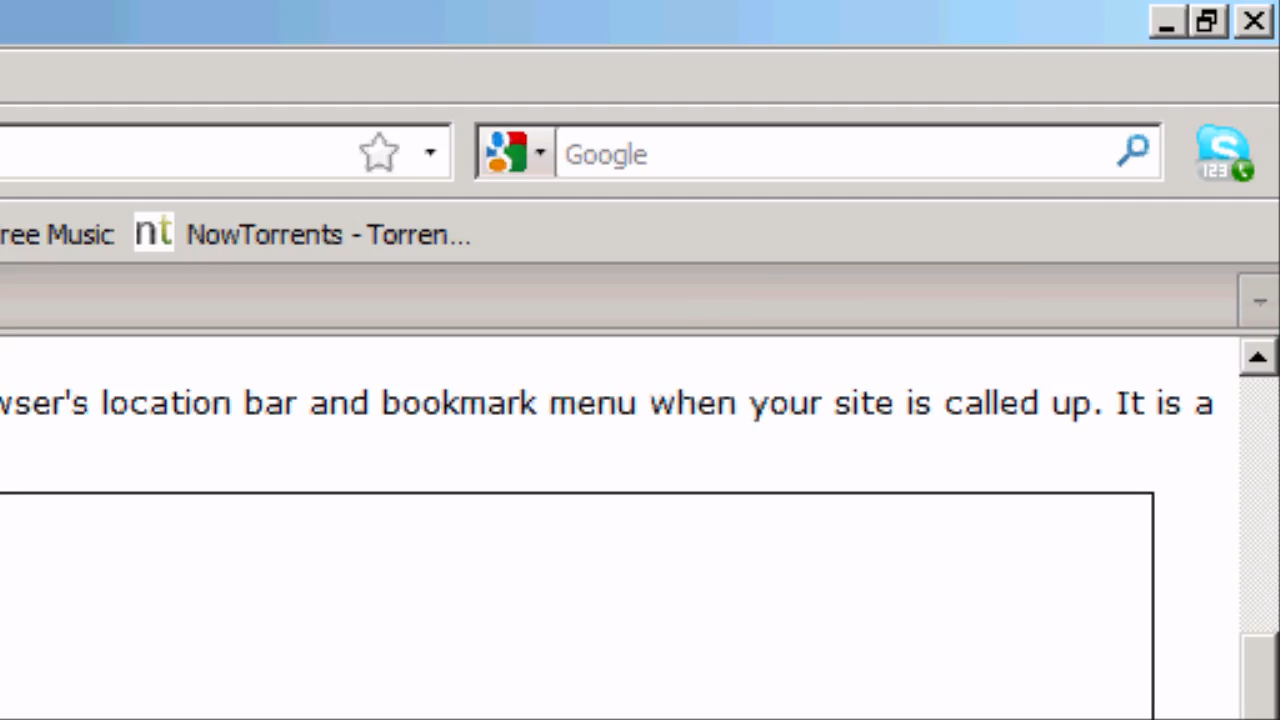 Google
123
ree Music nt NowTorrents - Torren...
wser's location bar and bookmark menu when your site is called up. It is a